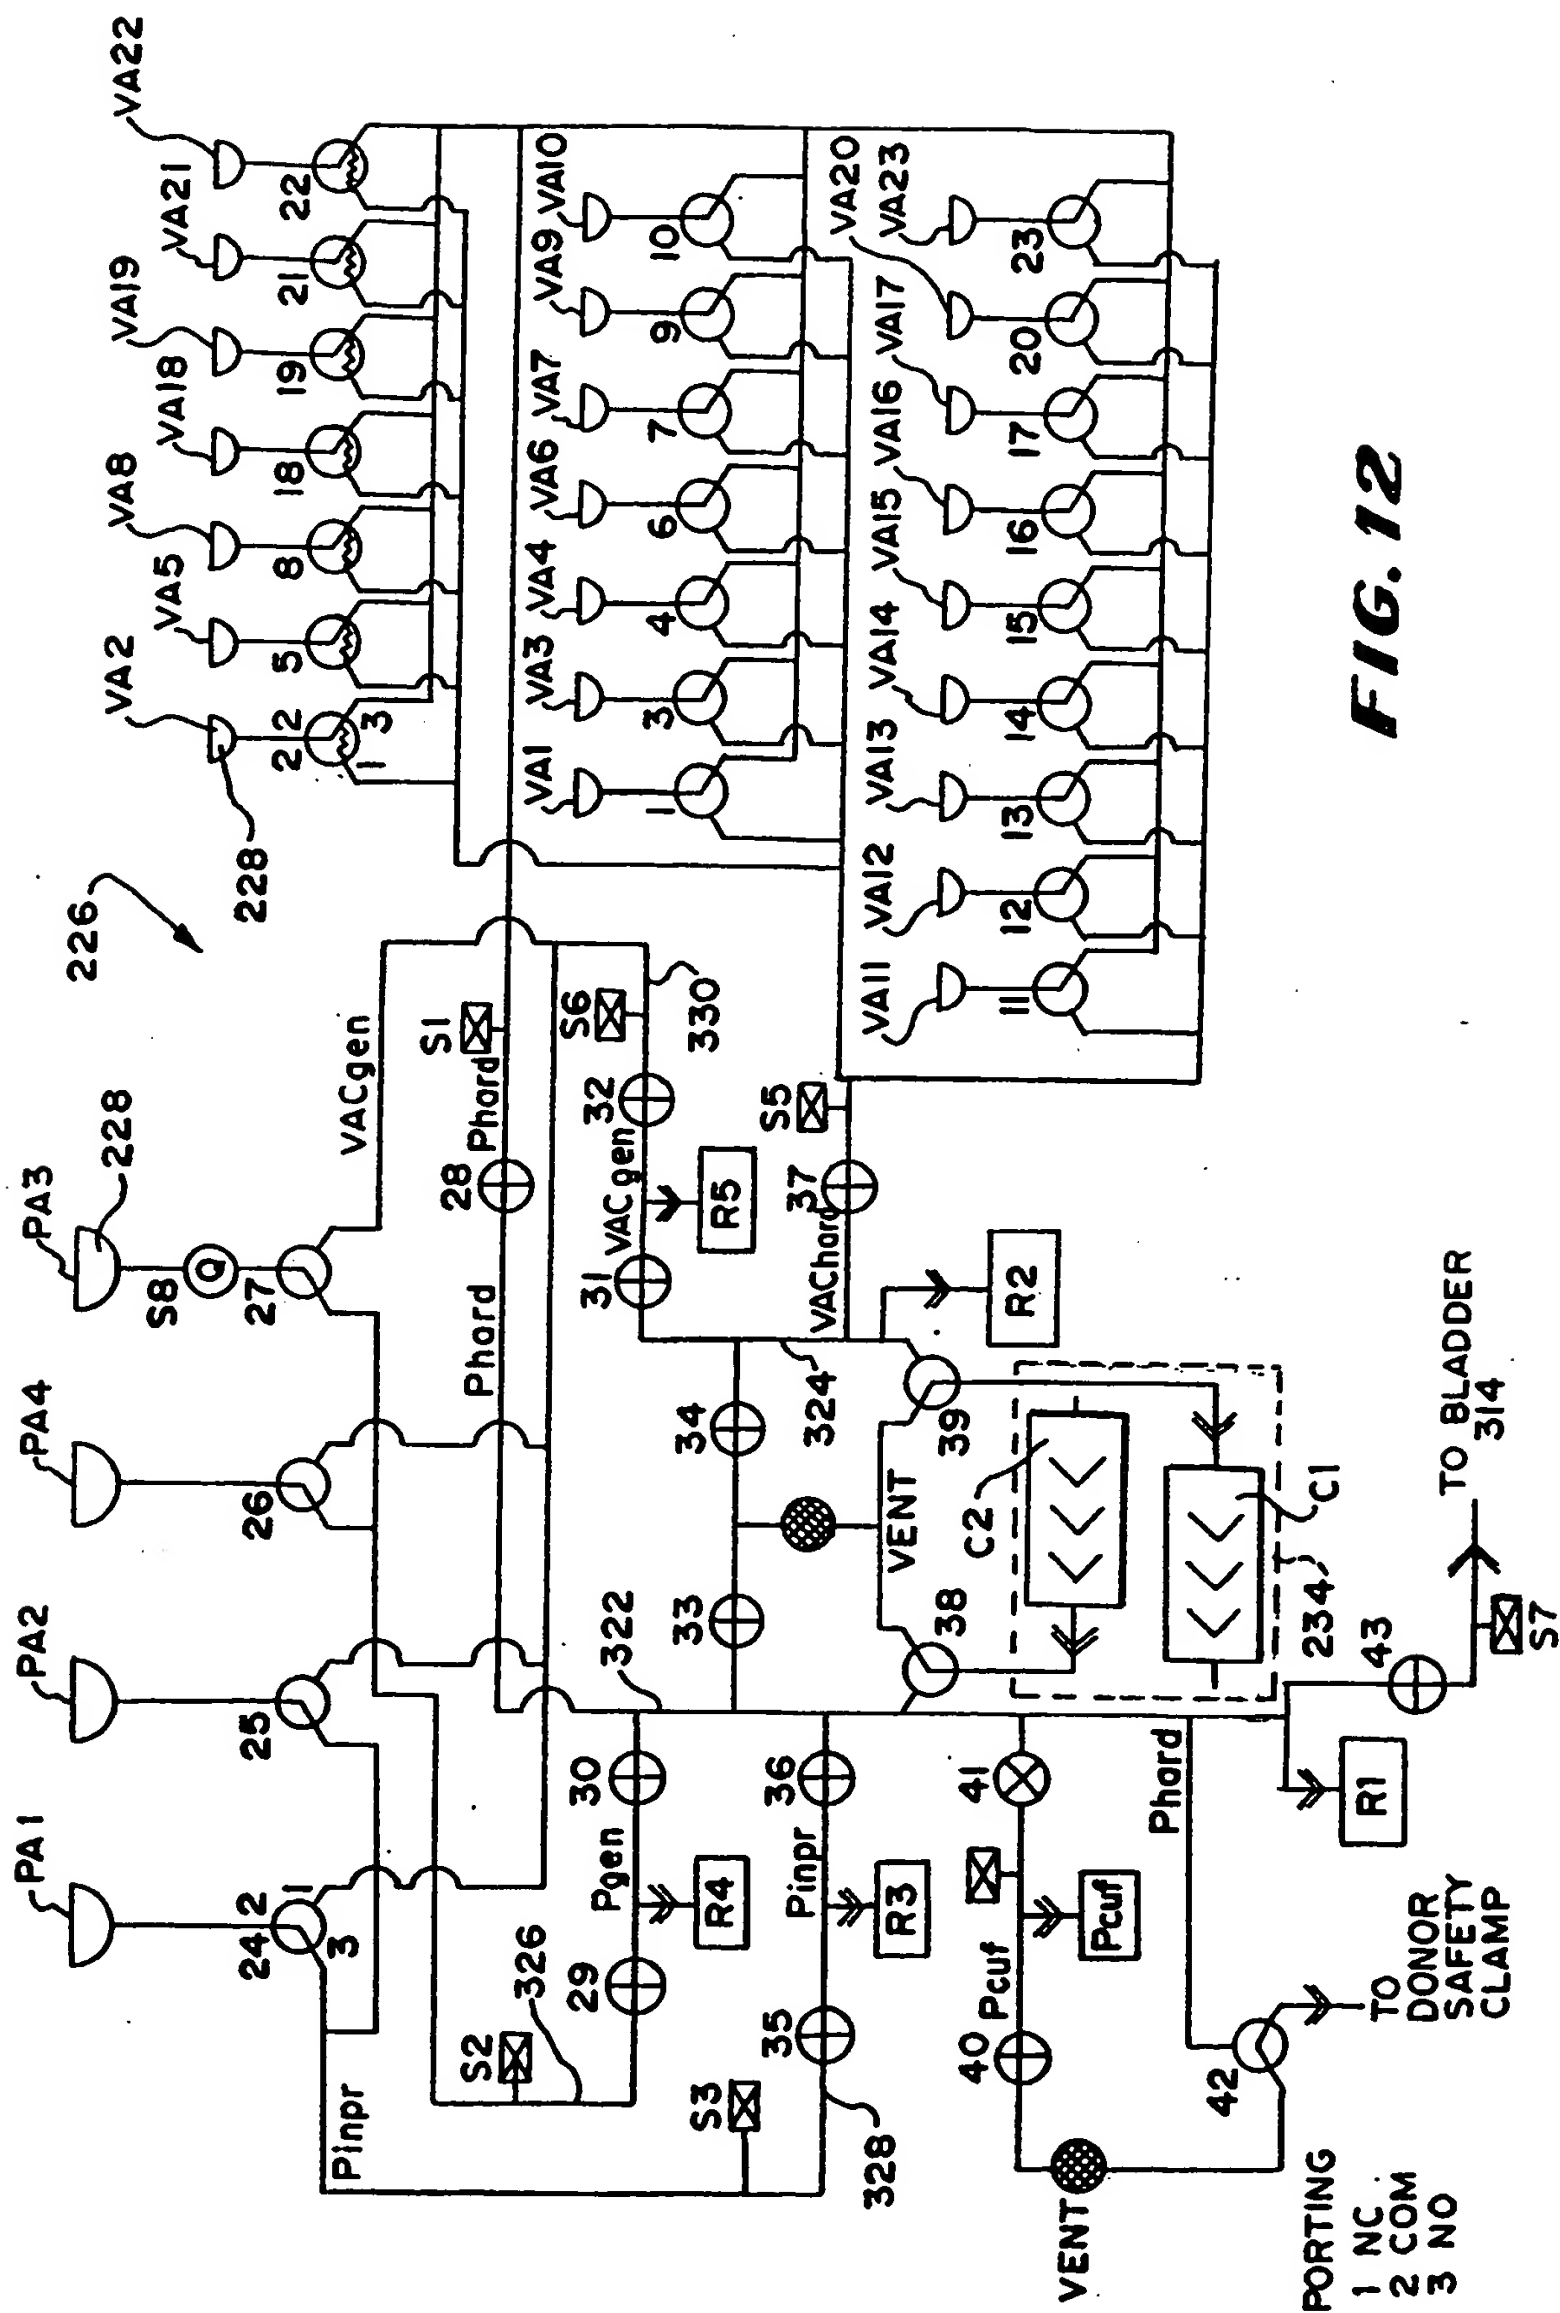 226
228
VA2
VA5
VA8
VA18
VA19
VA21
VA22
2
2
1
3
5
8
18
19
21
22
VA1
VA3
VA4
VA6
VA7
VA9
VA10
1
3
4
6
7
9
10
VA11
VA12
VA13
VA14
VA15
VA16
VA17
VA20
VA23
11
12
13
14
15
16
17
20
23
PA1
PA2
PA4
PA3
228
S8
Q
24
2
1
3
25
26
27
VACgen
Pinpr
Phard
28
Phard
S1
S6
330
32
VACgen
31
R5
S2
326
29
Pgen
30
R4
322
S3
328
35
Pinpr
36
R3
33
34
324
VAChard
37
S5
R2
VENT
38
39
C2
C1
234
VENT
40
Pcuf
41
Pcuf
Phard
42
TO
DONOR
SAFETY
CLAMP
R1
43
S7
TO BLADDER
314
PORTING
1 NC
2 COM
3 NO
FIG. 12